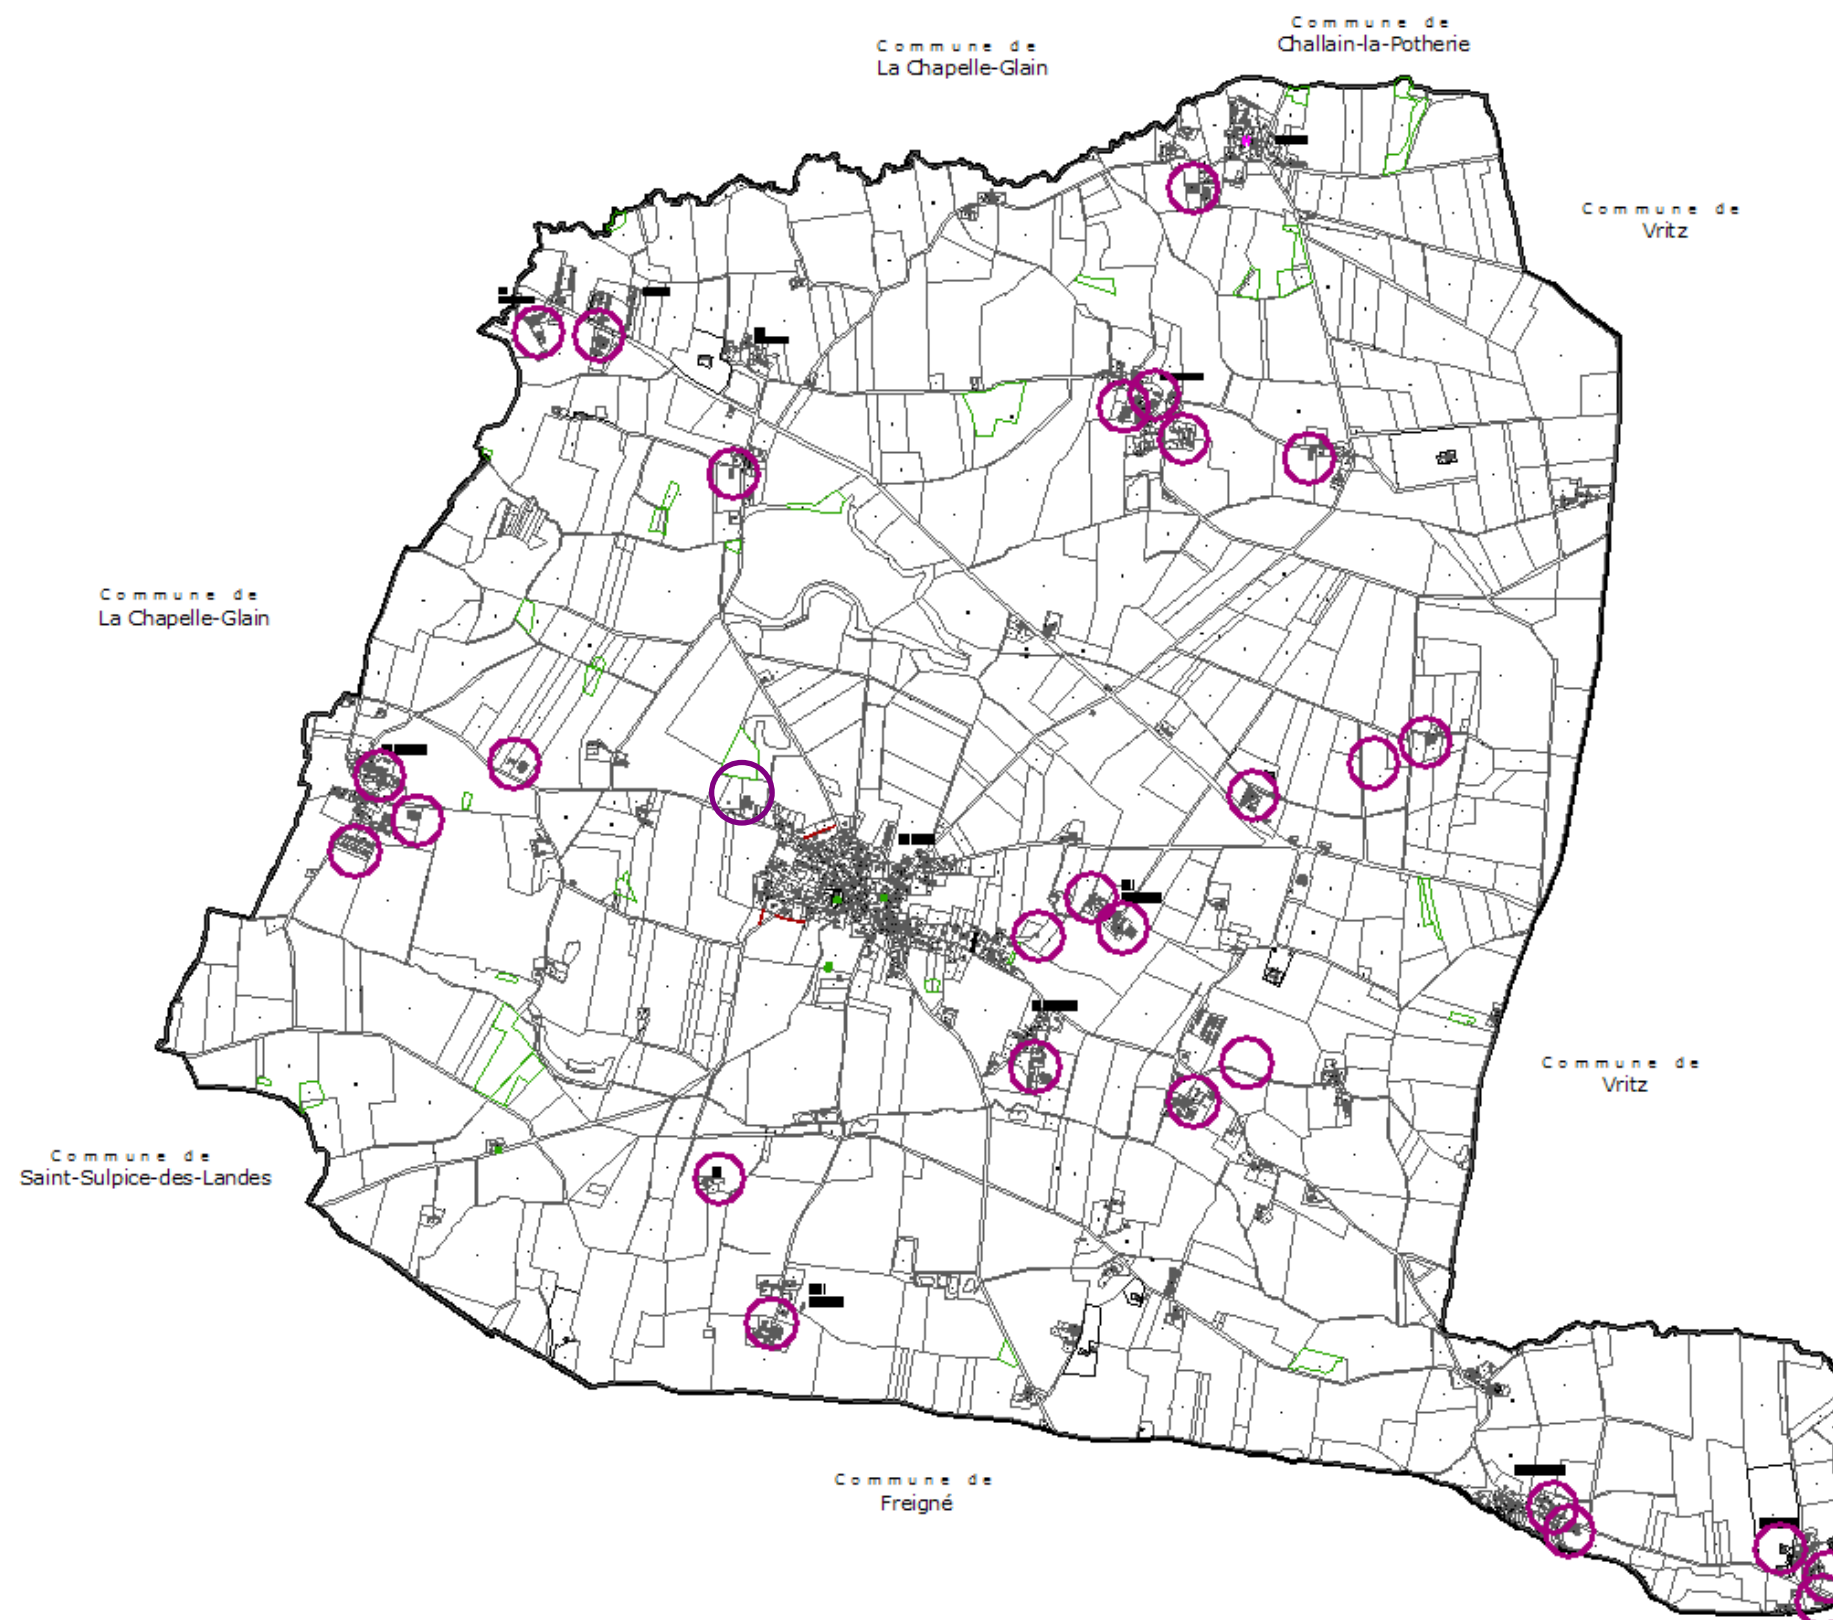 Commune de
Challain-la-Potherie
Commune de
La Chapelle-Glain
Commune de
Vritz
Commune de
La Chapelle-Glain
Commune de
Vritz
Commune de
Saint-Sulpice-des-Landes
Commune de
Freigné